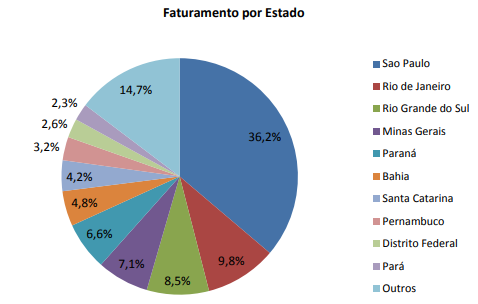 Faturamento por Estado
36,2%
9,8%
8,5%
7,1%
6,6%
4,8%
4,2%
3,2%
2,6%
2,3%
14,7%
Sao Paulo
Rio de Janeiro
Rio Grande do Sul
Minas Gerais
Paraná
Bahia
Santa Catarina
Pernambuco
Distrito Federal
Pará
Outros